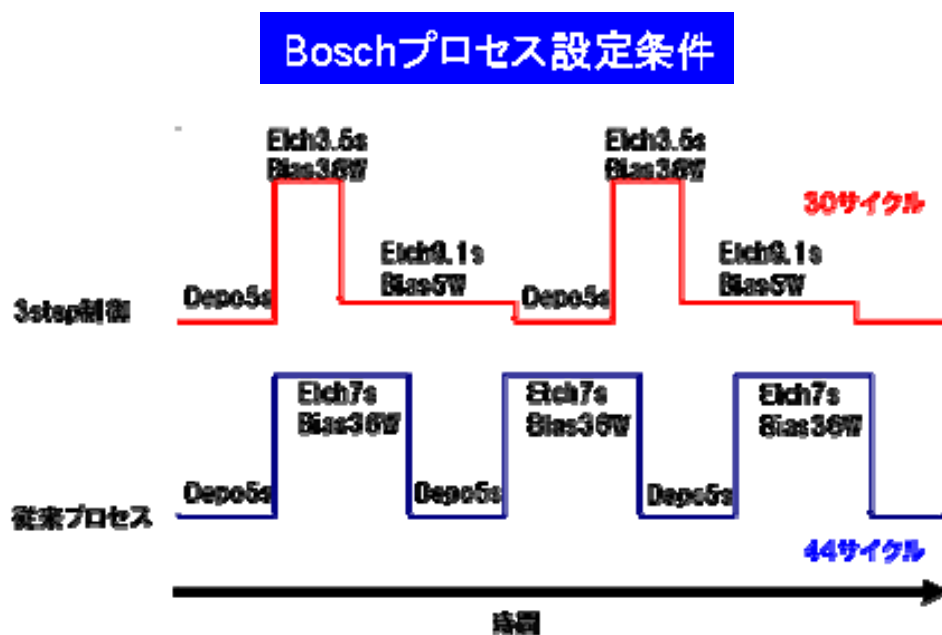 Boschプロセス設定条件
Etch3.5s
Bias36W
Etch3.5s
Bias36W
30サイクル
Etch9.1s
Bias5W
Etch9.1s
Bias5W
Depo5s
Depo5s
3step制御
Etch7s
Bias36W
Etch7s
Bias36W
Etch7s
Bias36W
Depo5s
Depo5s
Depo5s
従来プロセス
44サイクル
時間